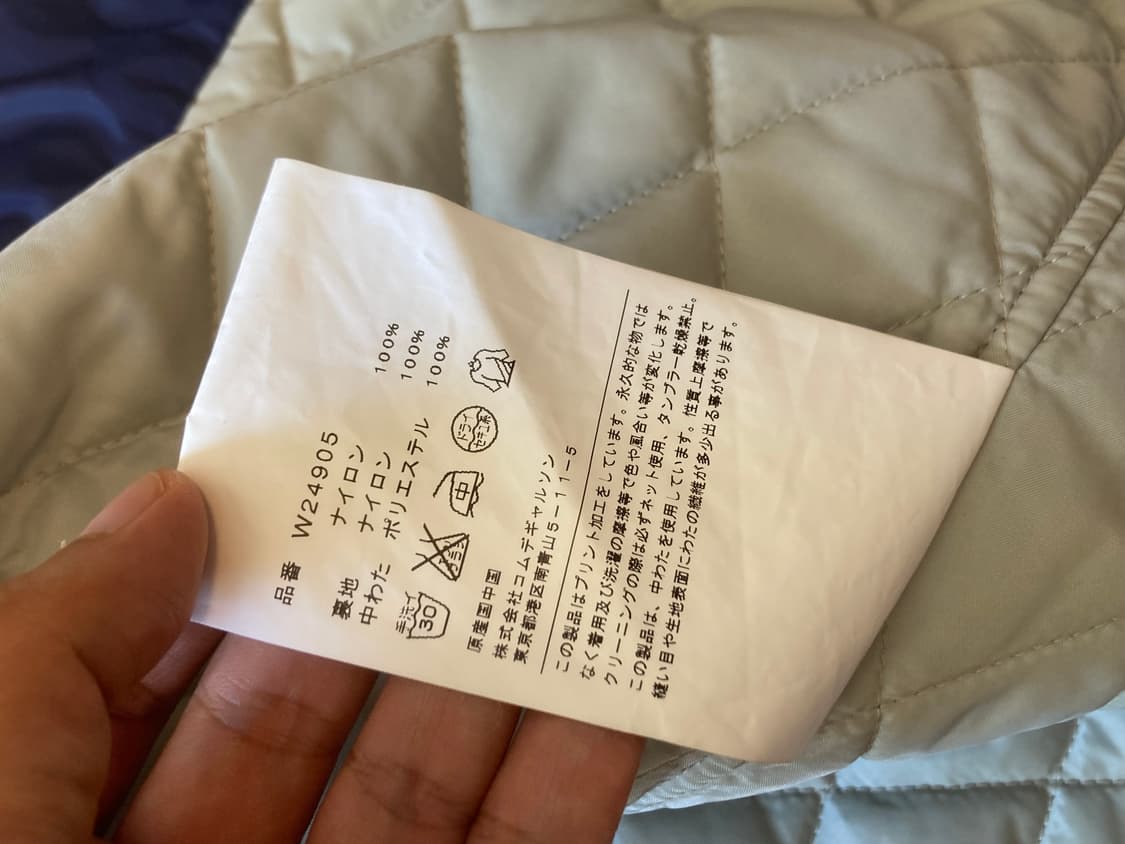 品番 W24905
ナイロン 100%
裏地 ナイロン 100%
中わた ポリエステル 100%
手洗イ 30 中 ドライ セキユ系
原産国中国
株式会社コムデギャルソン
東京都港区南青山5-11-5
この製品はプリント加工をしています。永久的な物では
なく着用及び洗濯の摩擦等で色や風合い等が変化します。
クリーニングの際は必ずネット使用、タンブラー乾燥禁止。
この製品は、中わたを使用しています。性質上摩擦等で
縫い目や生地表面にわたの繊維が多少出る事があります。